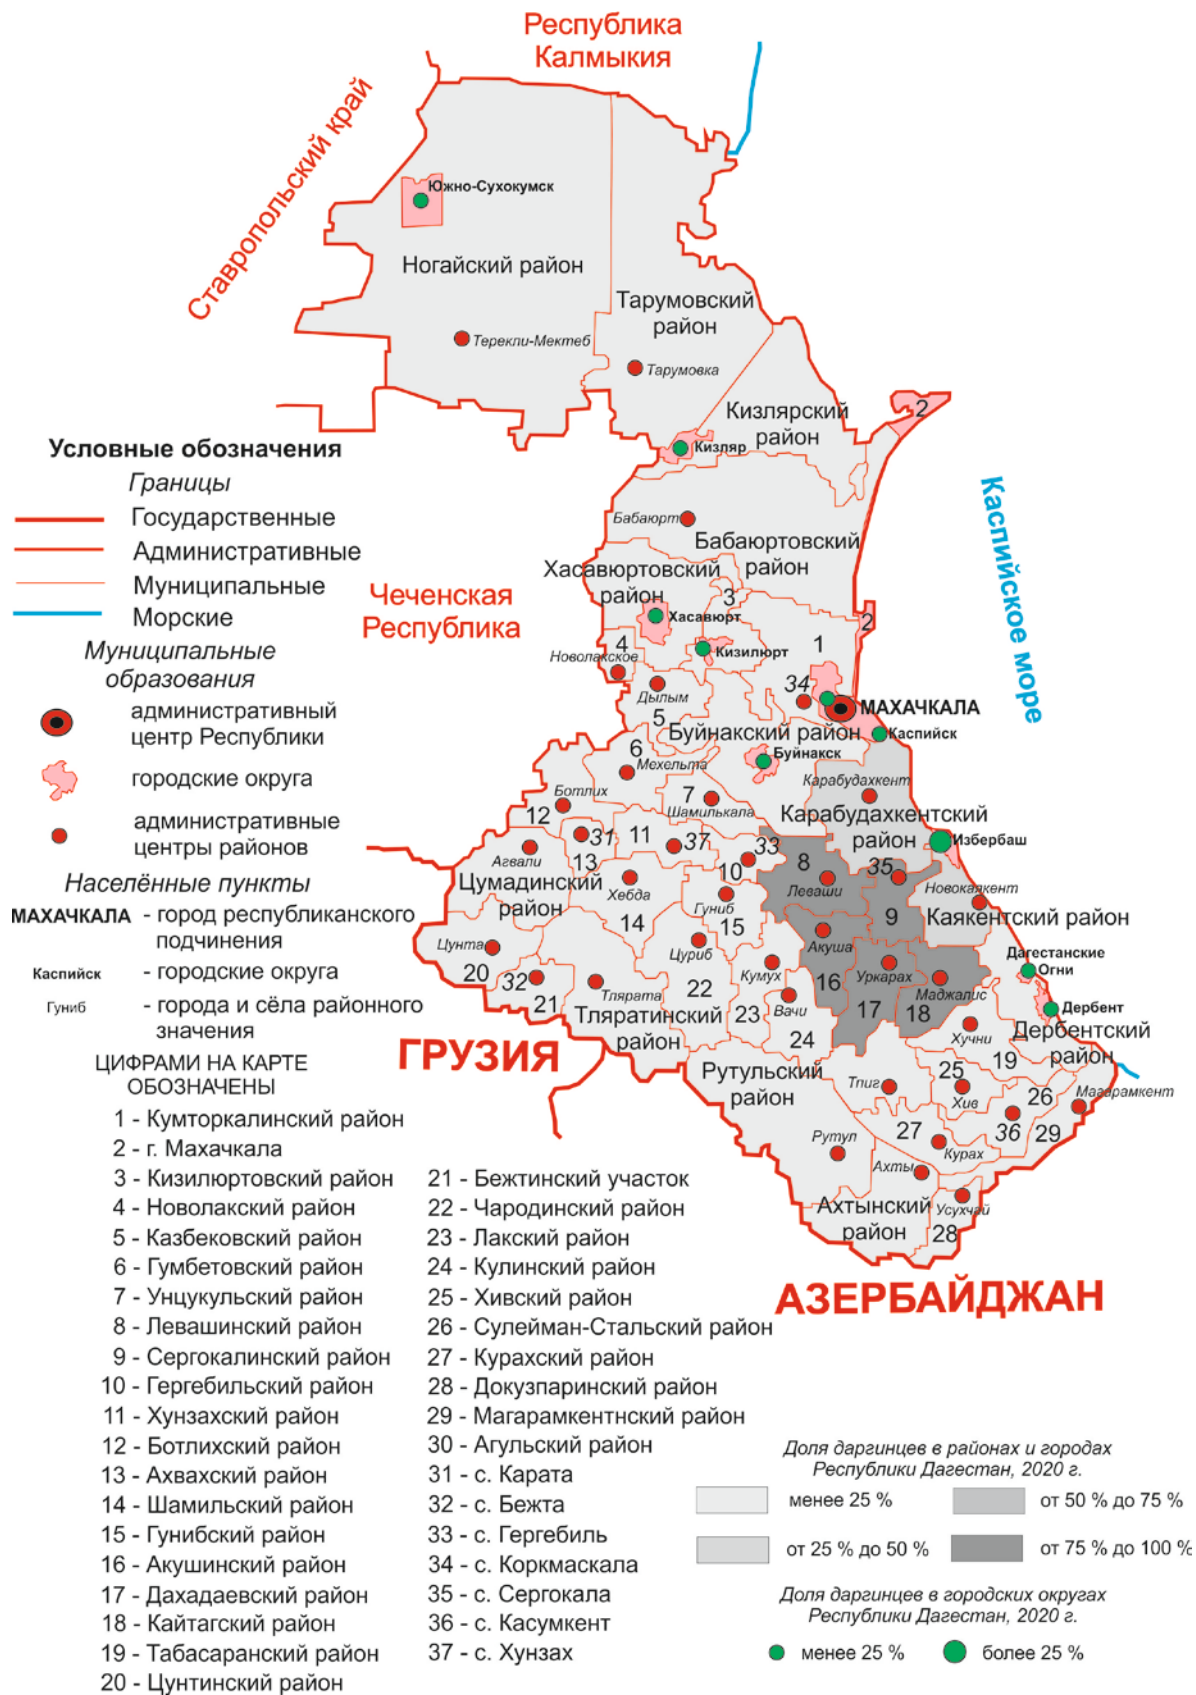 Республика
Калмыкия
Ставропольский край
Южно-Сухокумск
Ногайский район
Тарумовский
район
Терекли-Мектеб
Тарумовка
Кизлярский
район
2
Кизляр
Условные обозначения
Границы
Государственные
Административные
Муниципальные
Морские
Муниципальные
образования
административный
центр Республики
городские округа
административные
центры районов
Населённые пункты
МАХАЧКАЛА - город республиканского
подчинения
Каспийск - городские округа
Гуниб - города и сёла районного
значения
Каспийское море
Бабаюрт
Бабаюртовский
район
Хасавюртовский
район
3
Чеченская
Республика
Хасавюрт
2
4
Новолакское
Кизилюрт
1
Дылым
34
МАХАЧКАЛА
5
Буйнакский район
Каспийск
6
Мехельта
Буйнакск
Ботлих
7
Шамилькала
Карабудахкент
Карабудахкентский
район
12
31
11
37
33
Избербаш
Агвали
13
10
8
35
Леваши
Новокаякент
Цумадинский
район
Хебда
Гуниб
9
Каякентский район
14
15
Цунта
Цуриб
Акуша
Дагестанские
Огни
20
32
Кумух
Уркарах
21
Тлярата
22
16
Маджалис
Тляратинский
район
23
Вачи
17
18
Дербент
24
Хучни
Дербентский
район
ГРУЗИЯ
19
Рутульский
район
Тпиг
25
Хив
26
Магарамкент
36
29
27
Рутул
Курах
Ахты
Ахтынский
район
Усухчай
28
АЗЕРБАЙДЖАН
ЦИФРАМИ НА КАРТЕ
ОБОЗНАЧЕНЫ
1 - Кумторкалинский район
2 - г. Махачкала
3 - Кизилюртовский район
4 - Новолакский район
5 - Казбековский район
6 - Гумбетовский район
7 - Унцукульский район
8 - Левашинский район
9 - Сергокалинский район
10 - Гергебильский район
11 - Хунзахский район
12 - Ботлихский район
13 - Ахвахский район
14 - Шамильский район
15 - Гунибский район
16 - Акушинский район
17 - Дахадаевский район
18 - Кайтагский район
19 - Табасаранский район
20 - Цунтинский район
21 - Бежтинский участок
22 - Чародинский район
23 - Лакский район
24 - Кулинский район
25 - Хивский район
26 - Сулейман-Стальский район
27 - Курахский район
28 - Докузпаринский район
29 - Магарамкентнский район
30 - Агульский район
31 - с. Карата
32 - с. Бежта
33 - с. Гергебиль
34 - с. Коркмаскала
35 - с. Сергокала
36 - с. Касумкент
37 - с. Хунзах
Доля даргинцев в районах и городах
Республики Дагестан, 2020 г.
менее 25 %
от 50 % до 75 %
от 25 % до 50 %
от 75 % до 100 %
Доля даргинцев в городских округах
Республики Дагестан, 2020 г.
менее 25 %
более 25 %